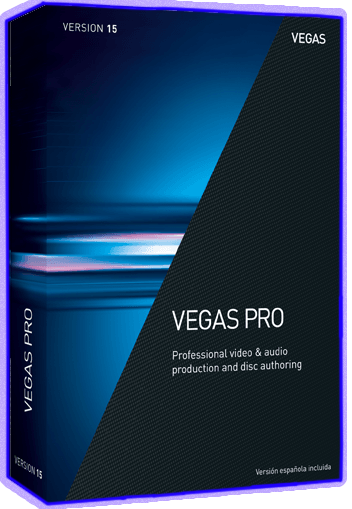 VERSION 15
VEGAS
VEGAS PRO
Professional video & audio
production and disc authoring
Versión española incluida
VEGAS PRO
VERSION 15